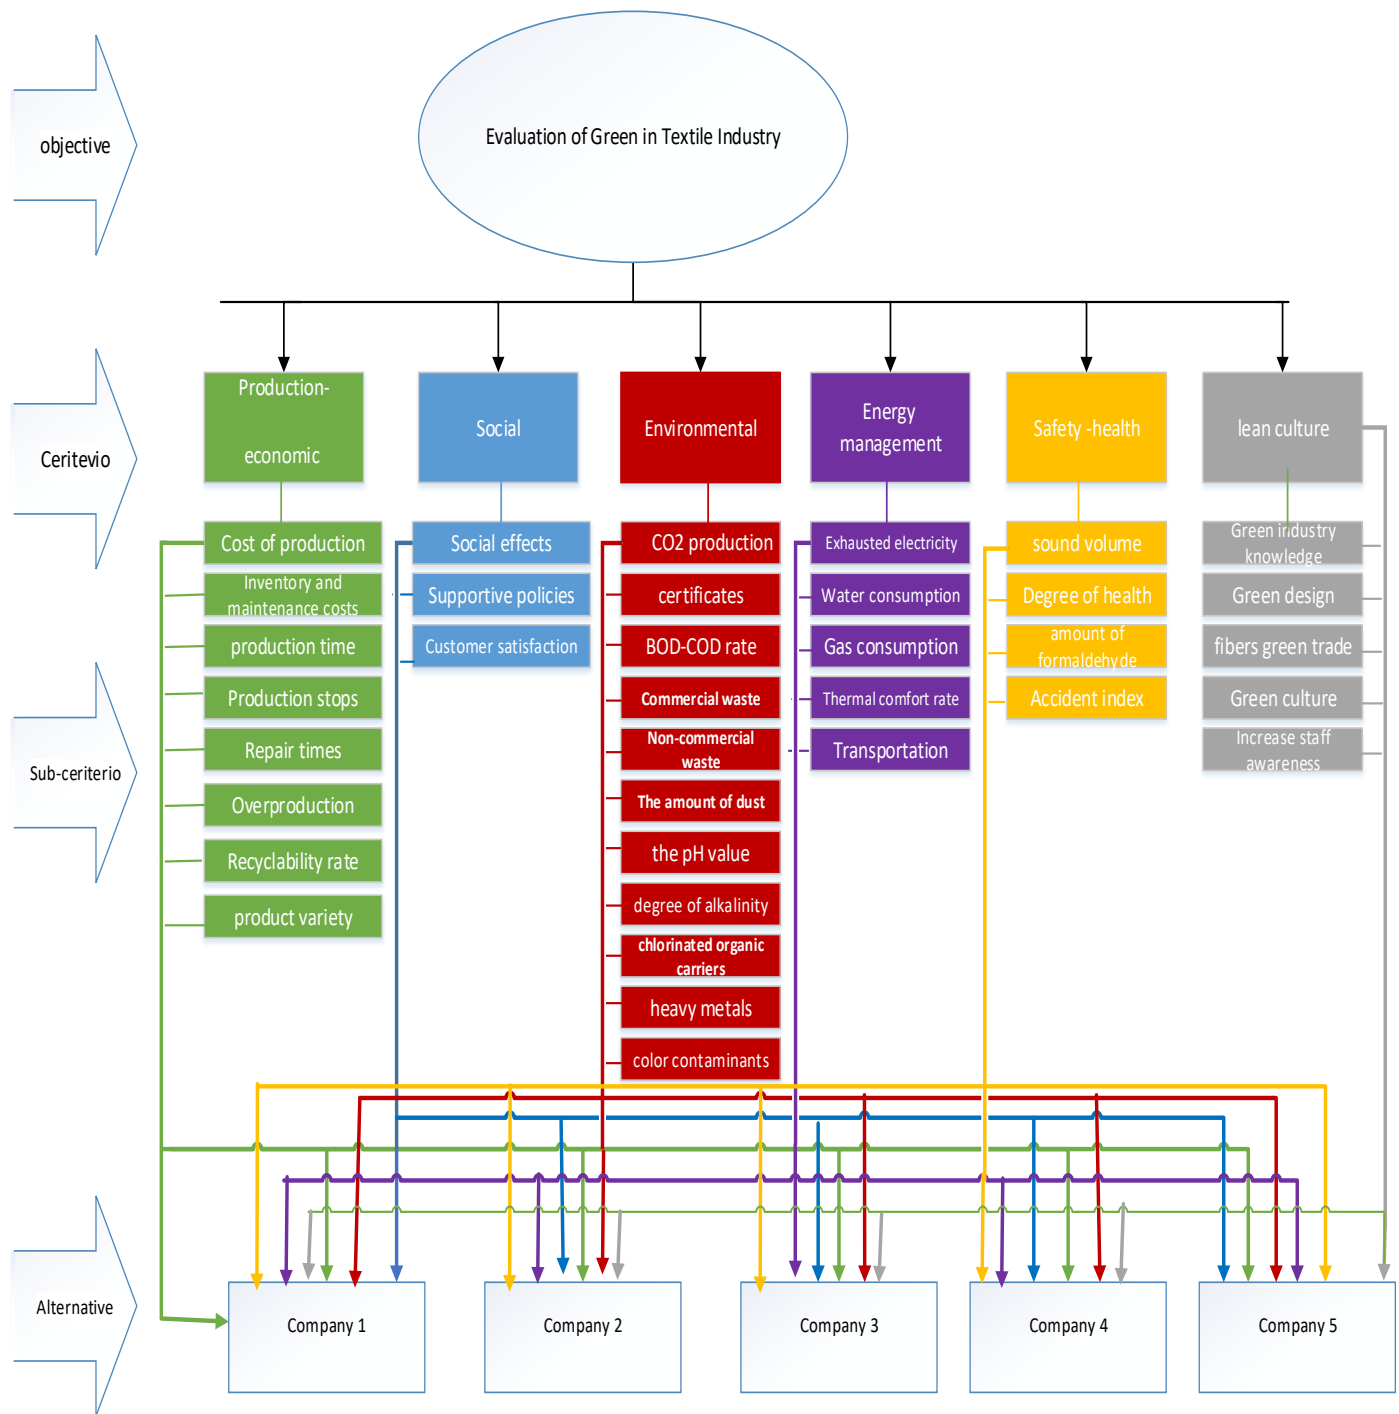 objective
Evaluation of Green in Textile Industry
Ceritevio
Production-
economic
Social
Environmental
Energy
management
Safety -health
lean culture
Sub-ceriterio
Cost of production
Inventory and
maintenance costs
production time
Production stops
Repair times
Overproduction
Recyclability rate
product variety
Social effects
Supportive policies
Customer satisfaction
CO2 production
certificates
BOD-COD rate
Commercial waste
Non-commercial
waste
The amount of dust
the pH value
degree of alkalinity
chlorinated organic
carriers
heavy metals
color contaminants
Exhausted electricity
Water consumption
Gas consumption
Thermal comfort rate
Transportation
sound volume
Degree of health
amount of
formaldehyde
Accident index
Green industry
knowledge
Green design
fibers green trade
Green culture
Increase staff
awareness
Alternative
Company 1
Company 2
Company 3
Company 4
Company 5